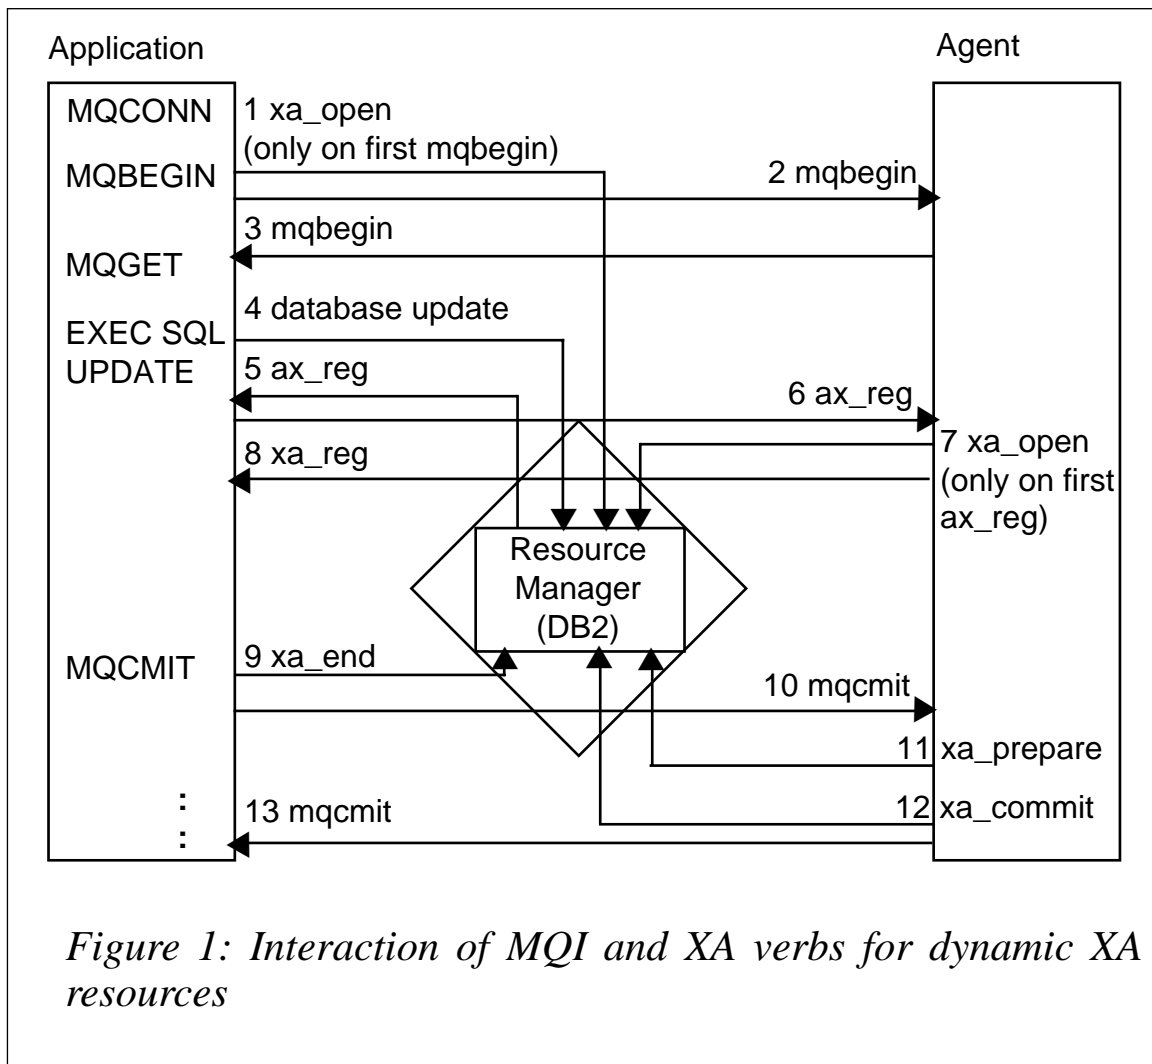 Application
Agent
MQCONN
1 xa_open
(only on first mqbegin)
MQBEGIN
2 mqbegin
3 mqbegin
MQGET
4 database update
EXEC SQL
UPDATE
5 ax_reg
6 ax_reg
7 xa_open
(only on first
ax_reg)
8 xa_reg
Resource
Manager
(DB2)
MQCMIT
9 xa_end
10 mqcmit
11 xa_prepare
12 xa_commit
13 mqcmit
:
:
Figure 1: Interaction of MQI and XA verbs for dynamic XA
resources